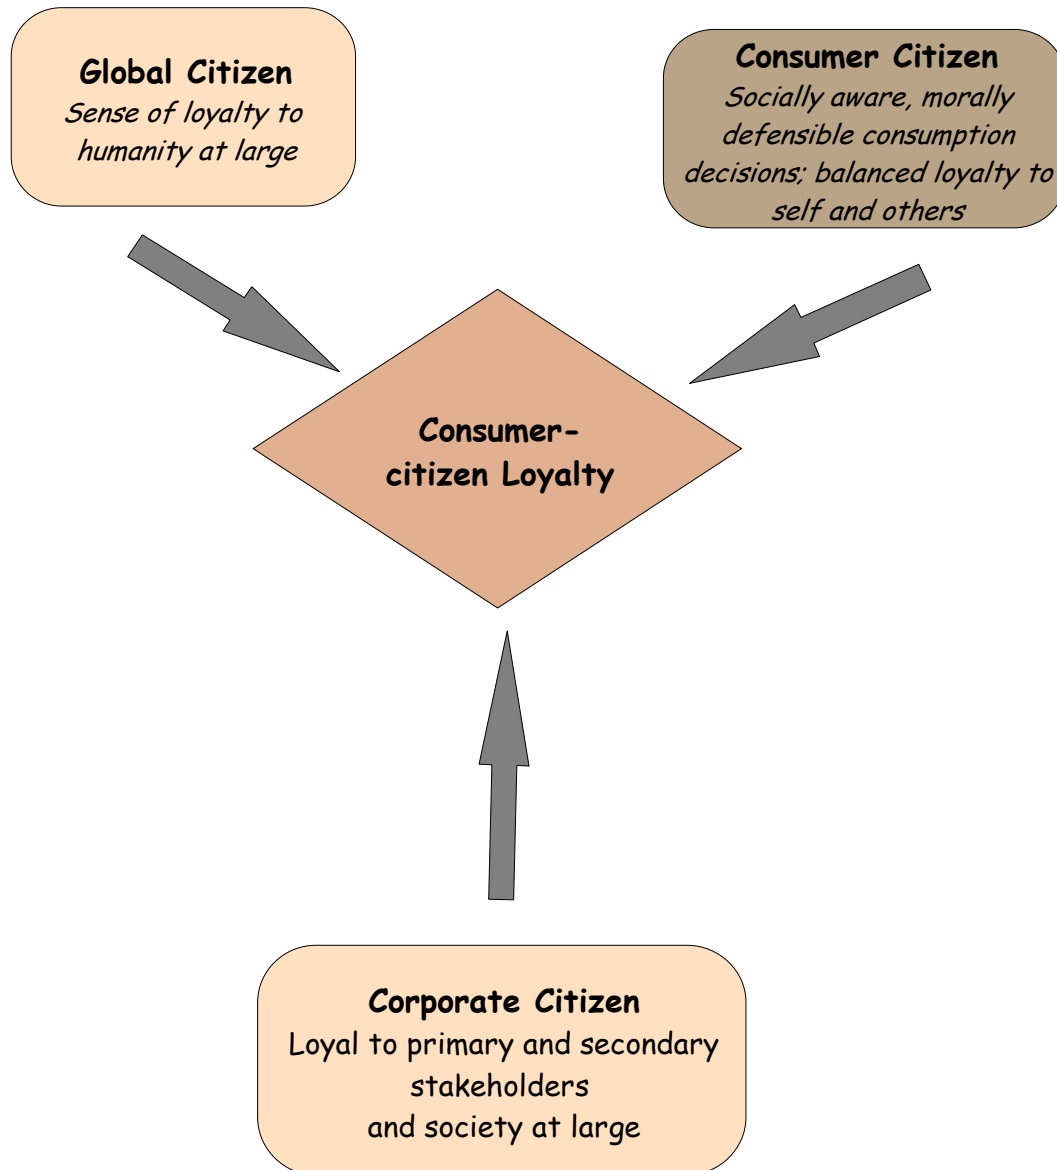 Global Citizen
Sense of loyalty to
humanity at large
Consumer Citizen
Socially aware, morally
defensible consumption
decisions; balanced loyalty to
self and others
Consumer-
citizen Loyalty
Corporate Citizen
Loyal to primary and secondary
stakeholders
and society at large